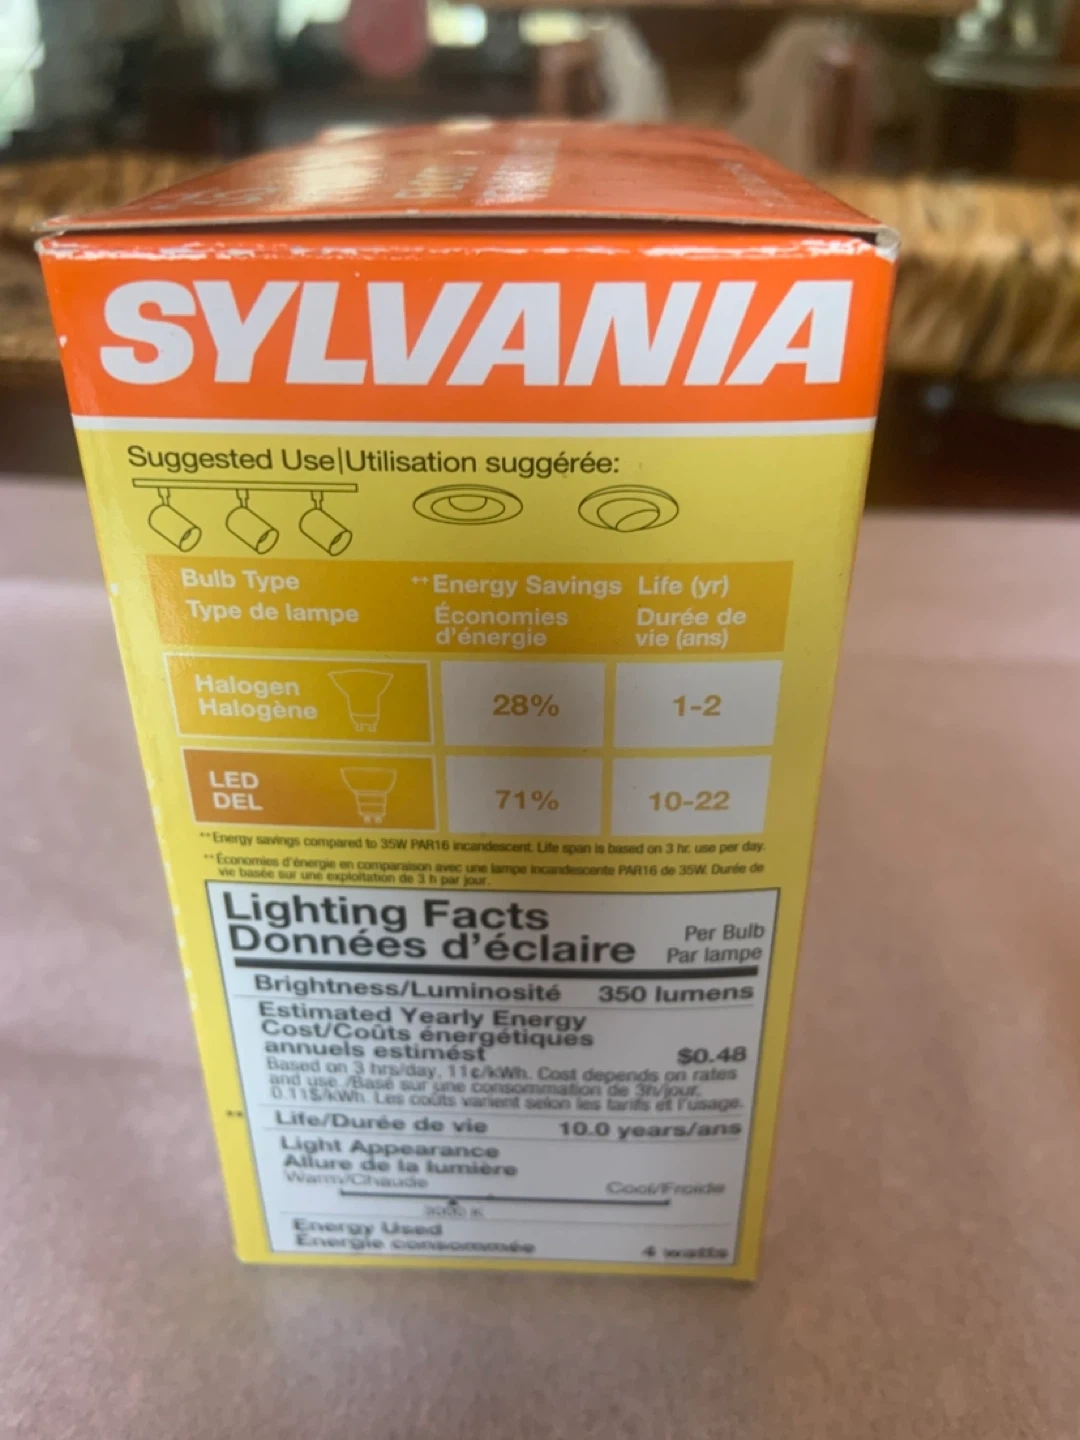 SYLVANIA
Suggested Use|Utilisation suggérée:
Bulb Type ++Energy Savings Life (yr)
Type de lampe Économies Durée de
d'énergie vie (ans)
Halogen
Halogène 28% 1-2
LED
DEL 71% 10-22
**Energy savings compared to 35W PAR16 incandescent. Life span is based on 3 hr. use per day.
**Économies d'énergie en comparaison avec une lampe incandescente PAR16 de 35W. Durée de
vie basée sur une exploitation de 3 h par jour.
Lighting Facts Per Bulb
Données d'éclaire Par lampe
Brightness/Luminosité 350 lumens
Estimated Yearly Energy
Cost/Coûts énergétiques
annuels estimést $0.48
Based on 3 hrs/day, 11¢/kWh. Cost depends on rates
and use./Basé sur une consommation de 3h/jour,
0.11$/kWh. Les coûts varient selon les tarifs et l'usage.
** Life/Durée de vie 10.0 years/ans
Light Appearance
Allure de la lumière
Warm/Chaude Cool/Froide
3000 K
Energy Used
Énergie consommée 4 watts